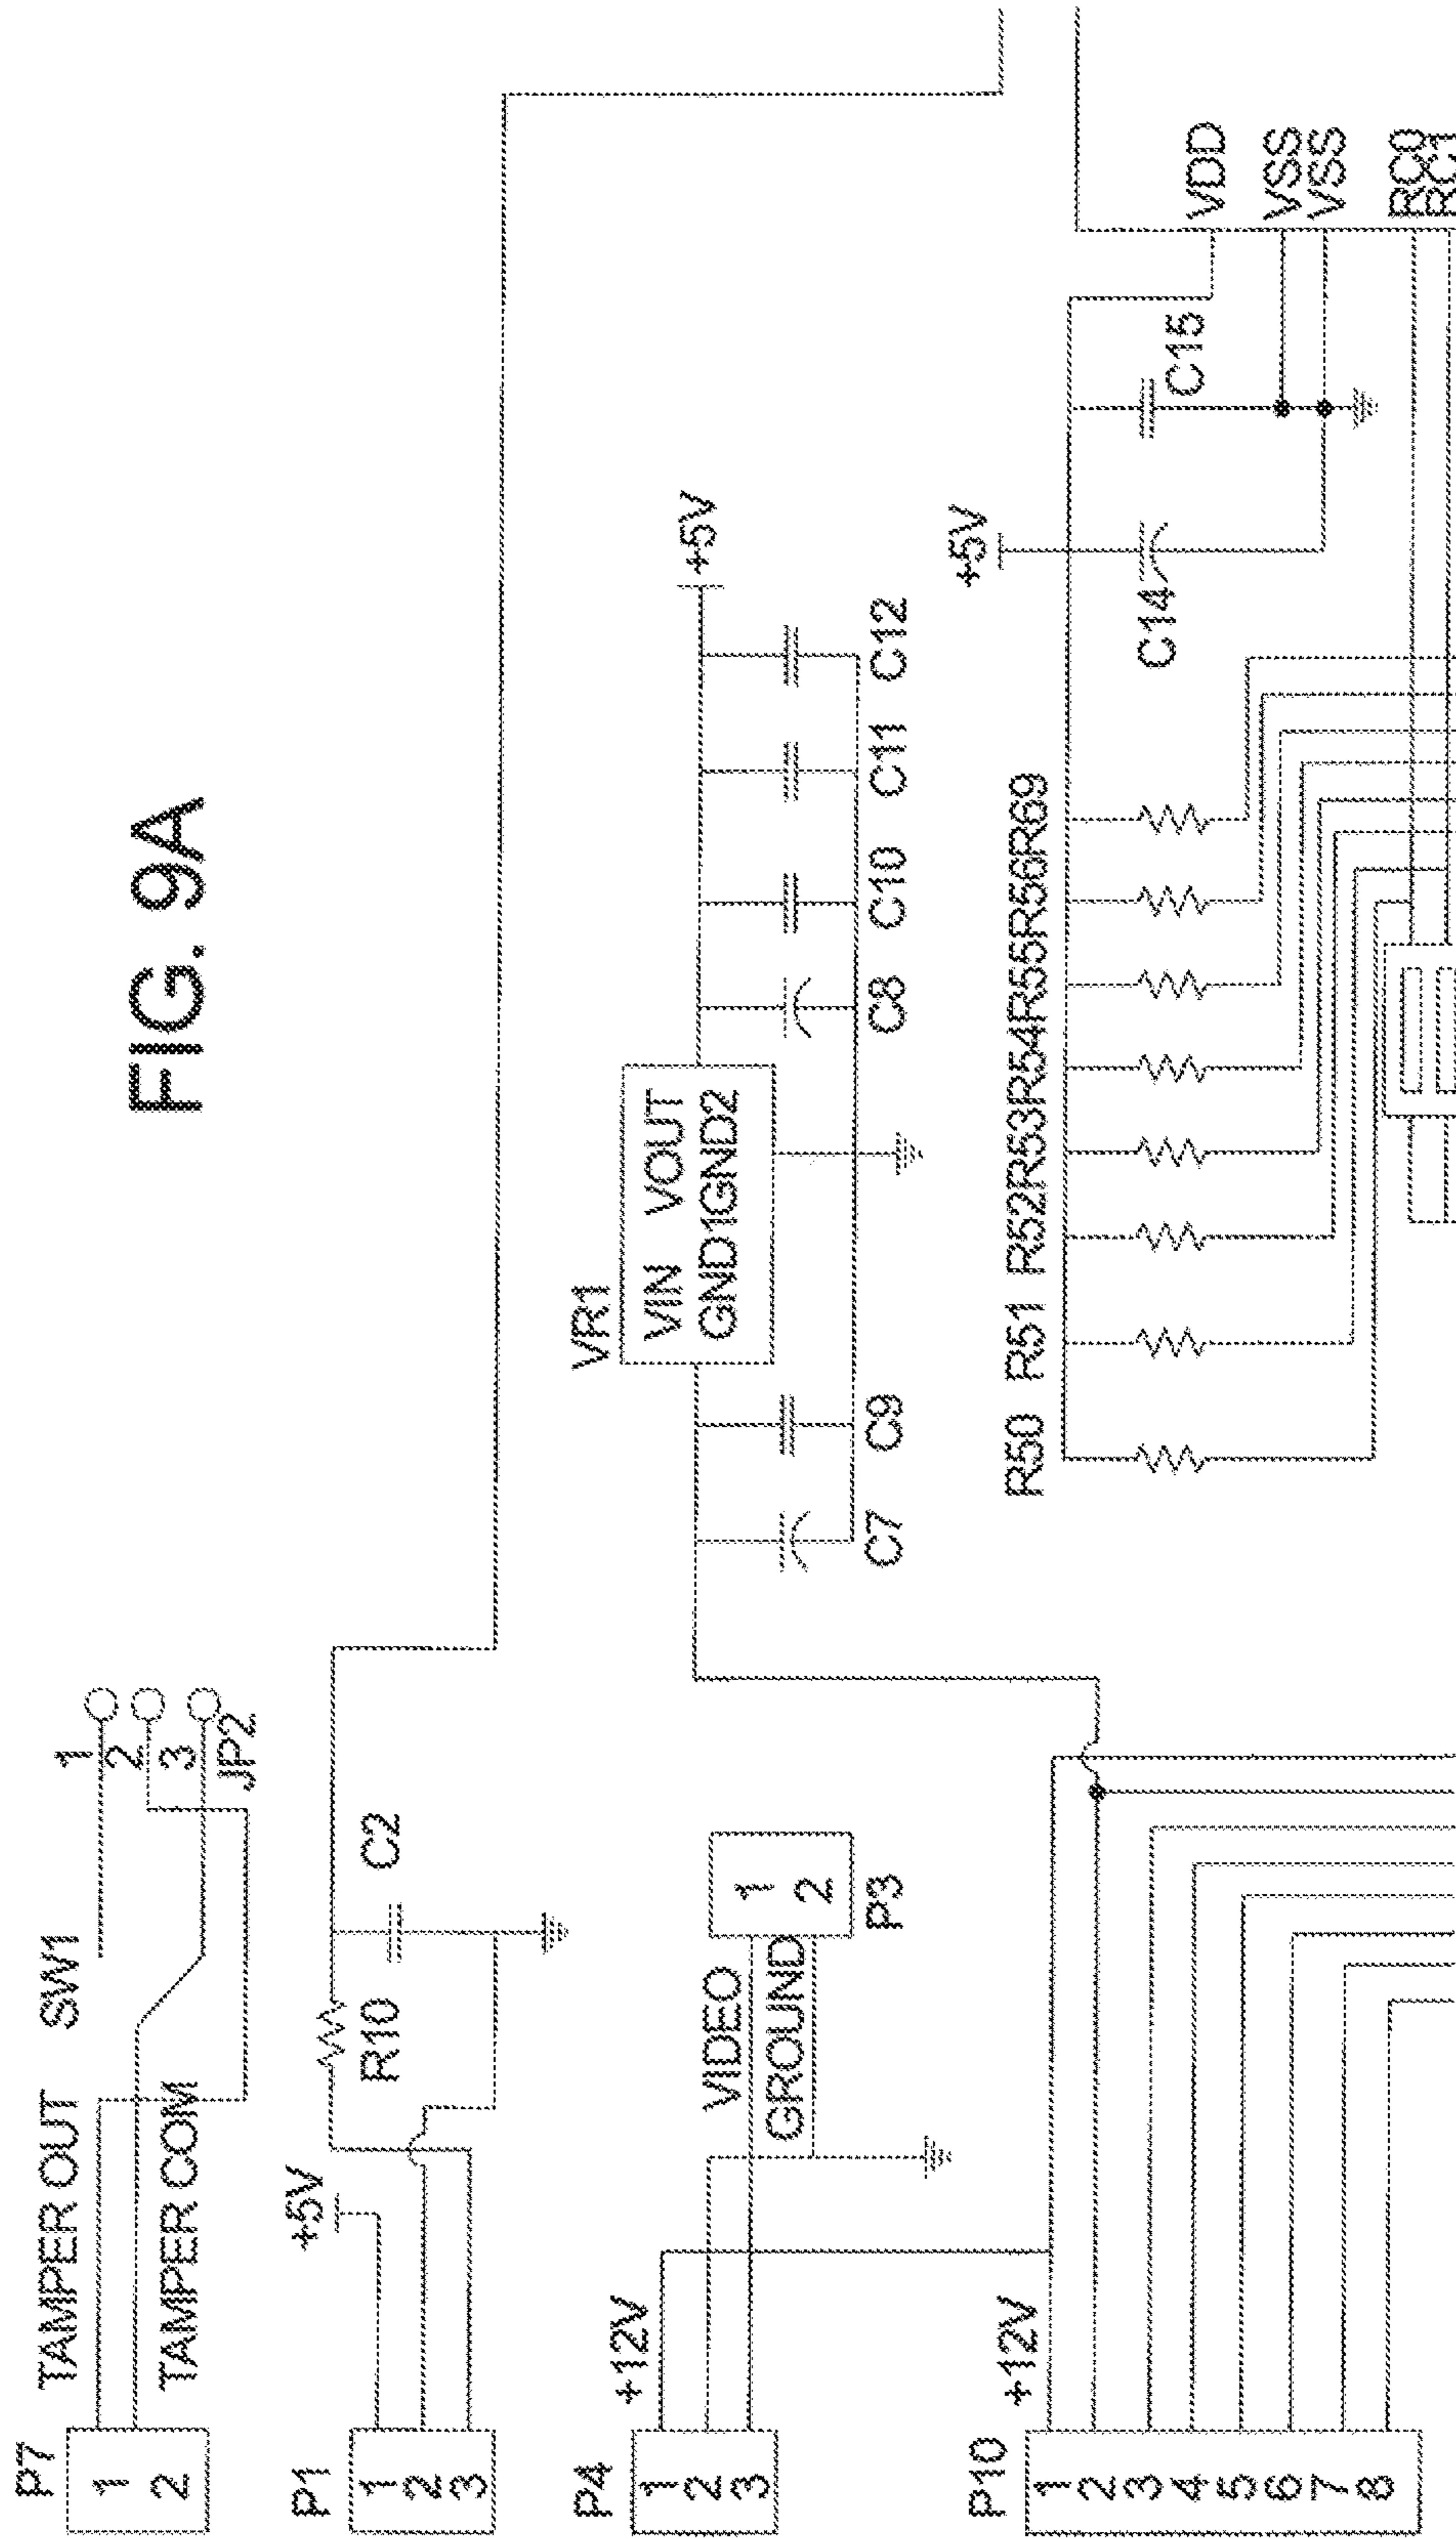 FIG. 9A
P7
1
2
TAMPER OUT
TAMPER COM
SW1
1
2
3
JP2
P1
1
2
3
+5V
R10
C2
P4
1
2
3
+12V
VIDEO
GROUND
1
2
P3
VR1
VIN VOUT
GND1GND2
C7
C9
C8
C10
C11
C12
+5V
P10
1
2
3
4
5
6
7
8
+12V
R50 R51 R52R53R54R55R56R69
+5V
C14
C15
VDD
VSS
VSS
RC0
RC1